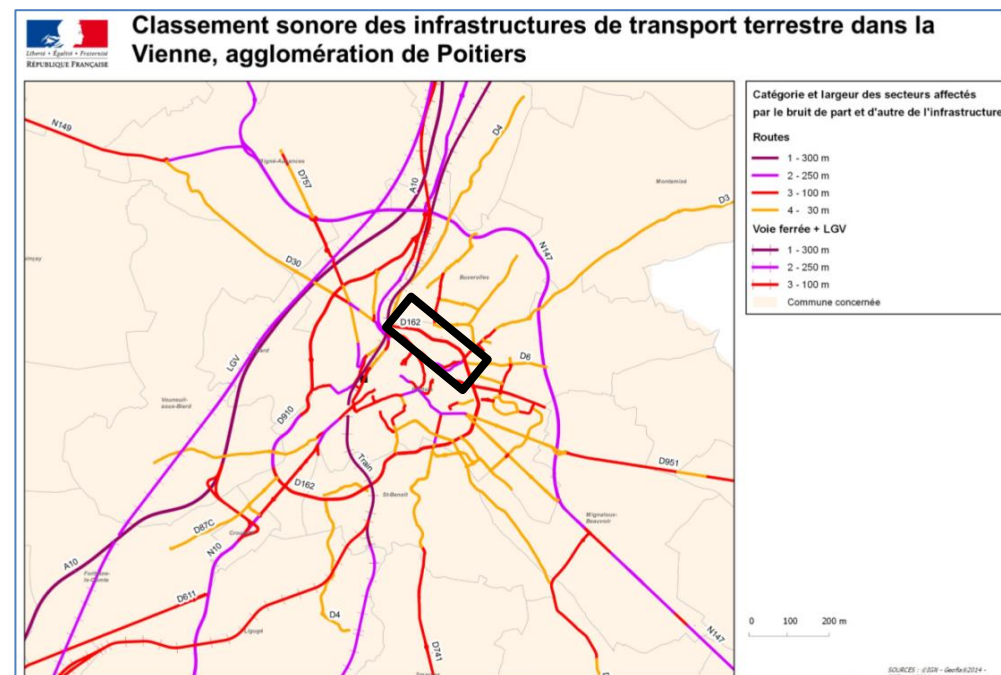 Classement sonore des infrastructures de transport terrestre dans la
Vienne, agglomération de Poitiers
Liberté • Égalité • Fraternité
RÉPUBLIQUE FRANÇAISE
Catégorie et largeur des secteurs affectés
par le bruit de part et d'autre de l'infrastructure
Routes
1 - 300 m
2 - 250 m
3 - 100 m
4 - 30 m
Voie ferrée + LGV
1 - 300 m
2 - 250 m
3 - 100 m
Commune concernée
N149
D4
D757
A10
Montamisé
D3
D30
Buxerolles
N147
D162
D6
LGV
Vouneuil-
sous-Biard
D910
Train
D951
D162
St-Benoît
D87C
Mignaloux-
Beauvoir
N10
A10
D611
D4
Ligugé
D741
N147
0 100 200 m
SOURCES : @IGN - Geofla®2014 -